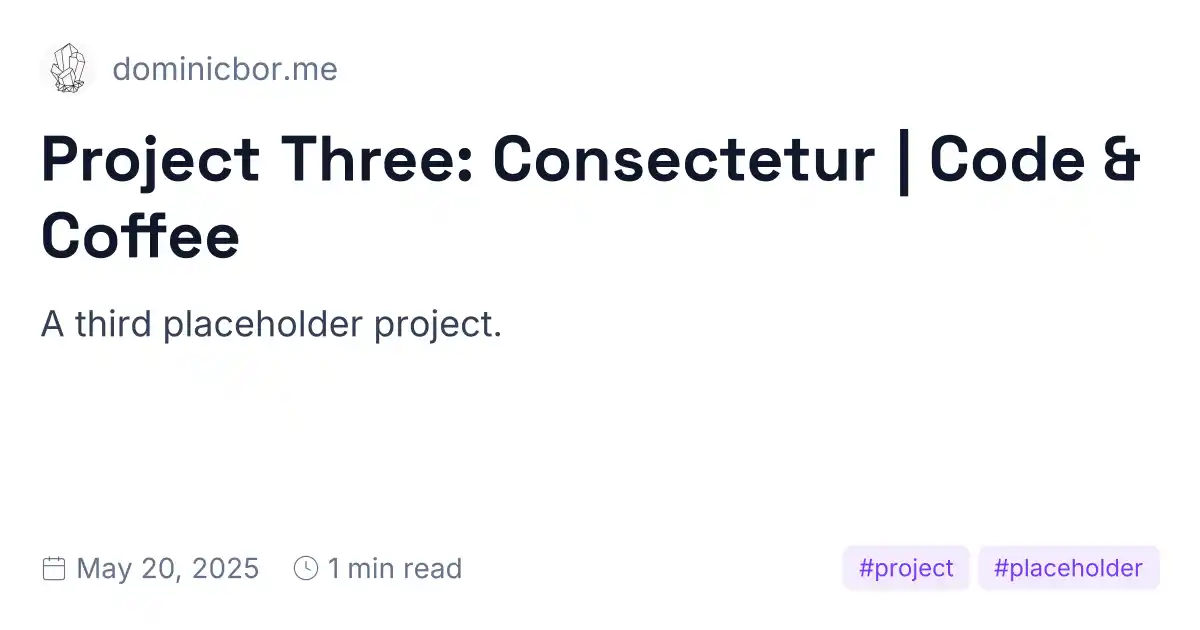 dominicbor.me
Project Three: Consectetur | Code &
Coffee
A third placeholder project.
May 20, 2025 1 min read #project #placeholder